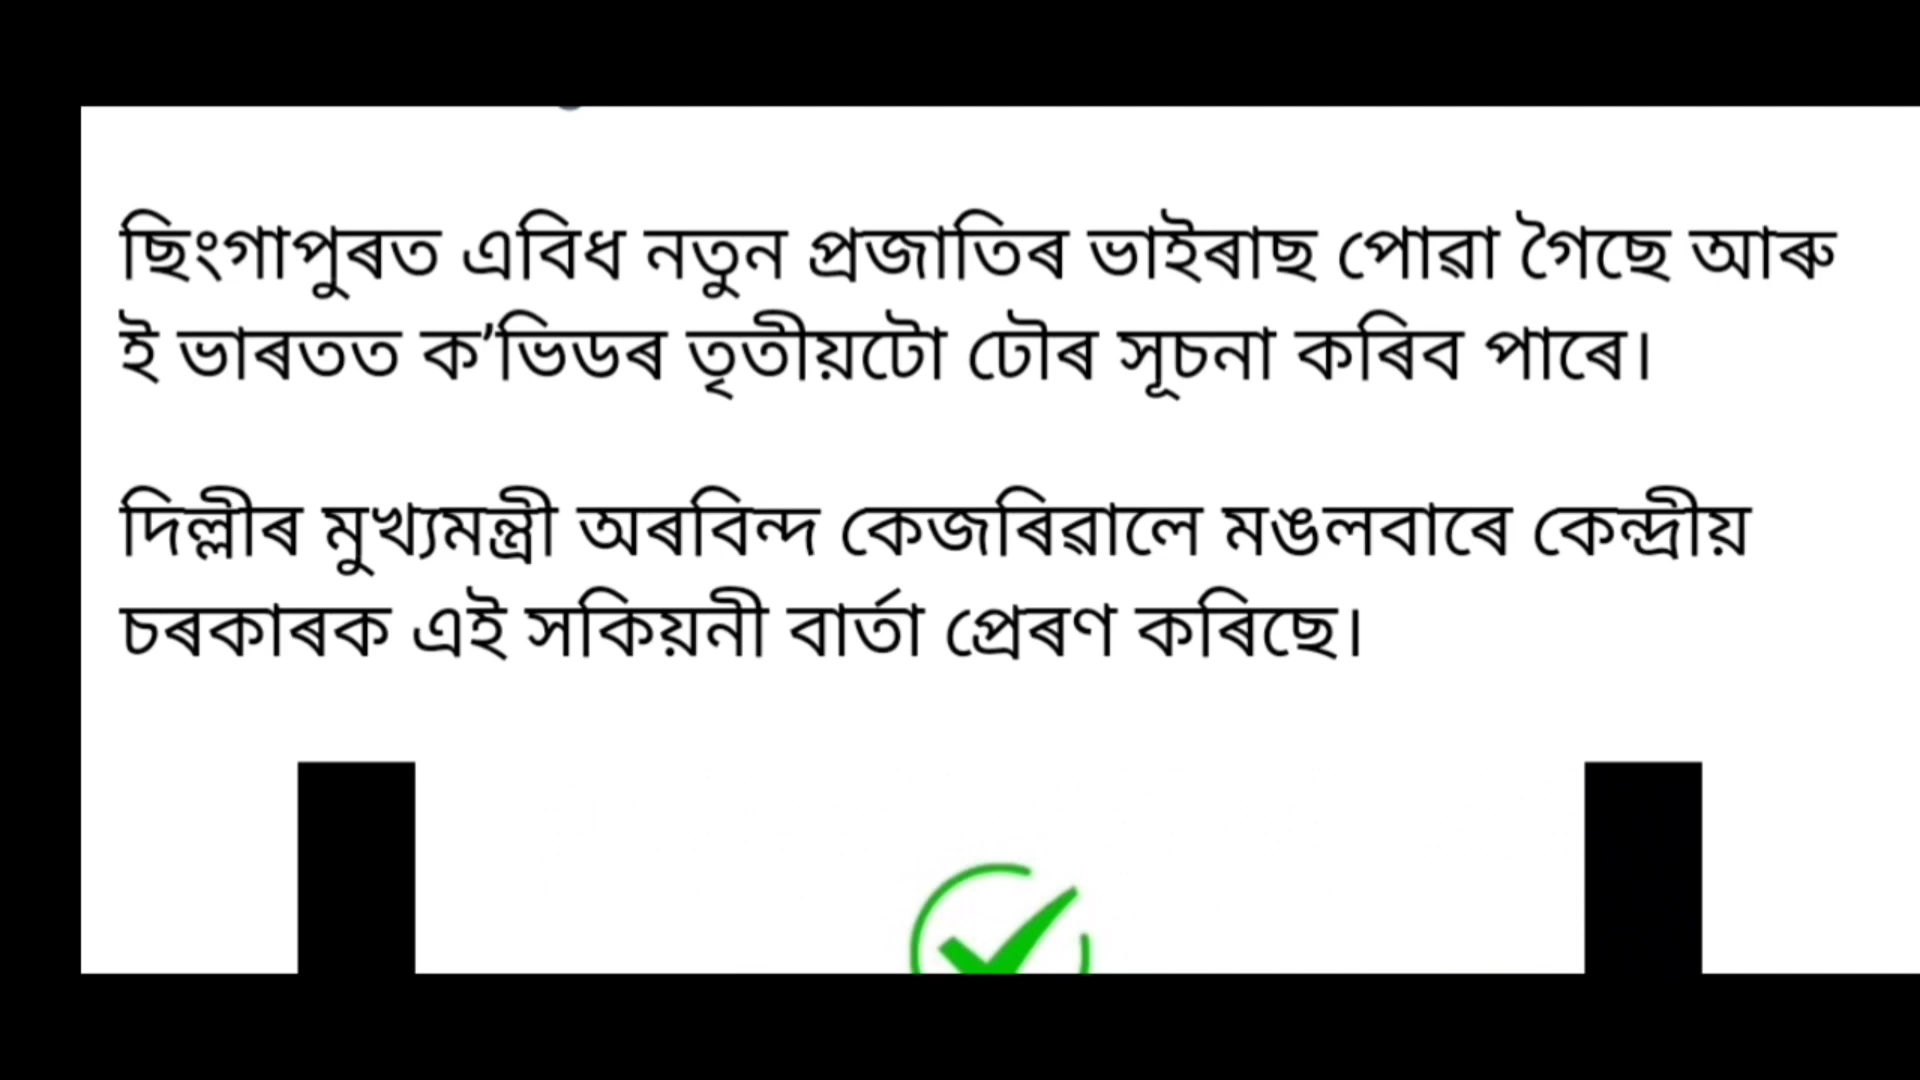 ছিংগাপুৰত এবিধ নতুন প্ৰজাতিৰ ভাইৰাছ পোৱা গৈছে আৰু
ই ভাৰতত ক’ভিডৰ তৃতীয়টো ঢৌৰ সূচনা কৰিব পাৰে।
দিল্লীৰ মুখ্যমন্ত্ৰী অৰবিন্দ কেজৰিৱালে মঙলবাৰে কেন্দ্ৰীয়
চৰকাৰক এই সকিয়নী বাৰ্তা প্ৰেৰণ কৰিছে।